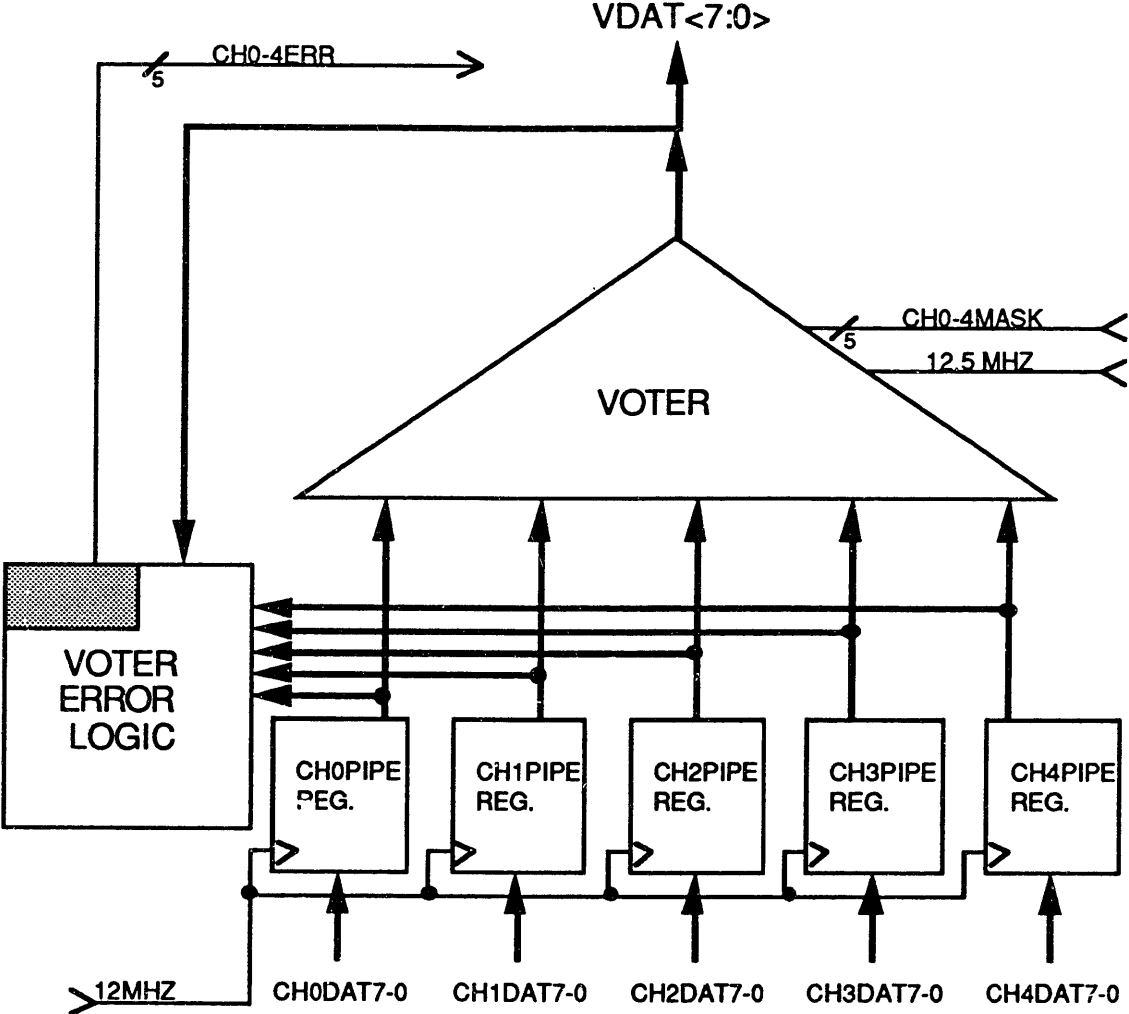 VDAT<7:0>
CH0-4ERR
5
CH0-4MASK
5
12.5 MHZ
VOTER
VOTER
ERROR
LOGIC
CH0PIPE
REG.
CH1PIPE
REG.
CH2PIPE
REG.
CH3PIPE
REG.
CH4PIPE
REG.
12MHZ
CH0DAT7-0
CH1DAT7-0
CH2DAT7-0
CH3DAT7-0
CH4DAT7-0